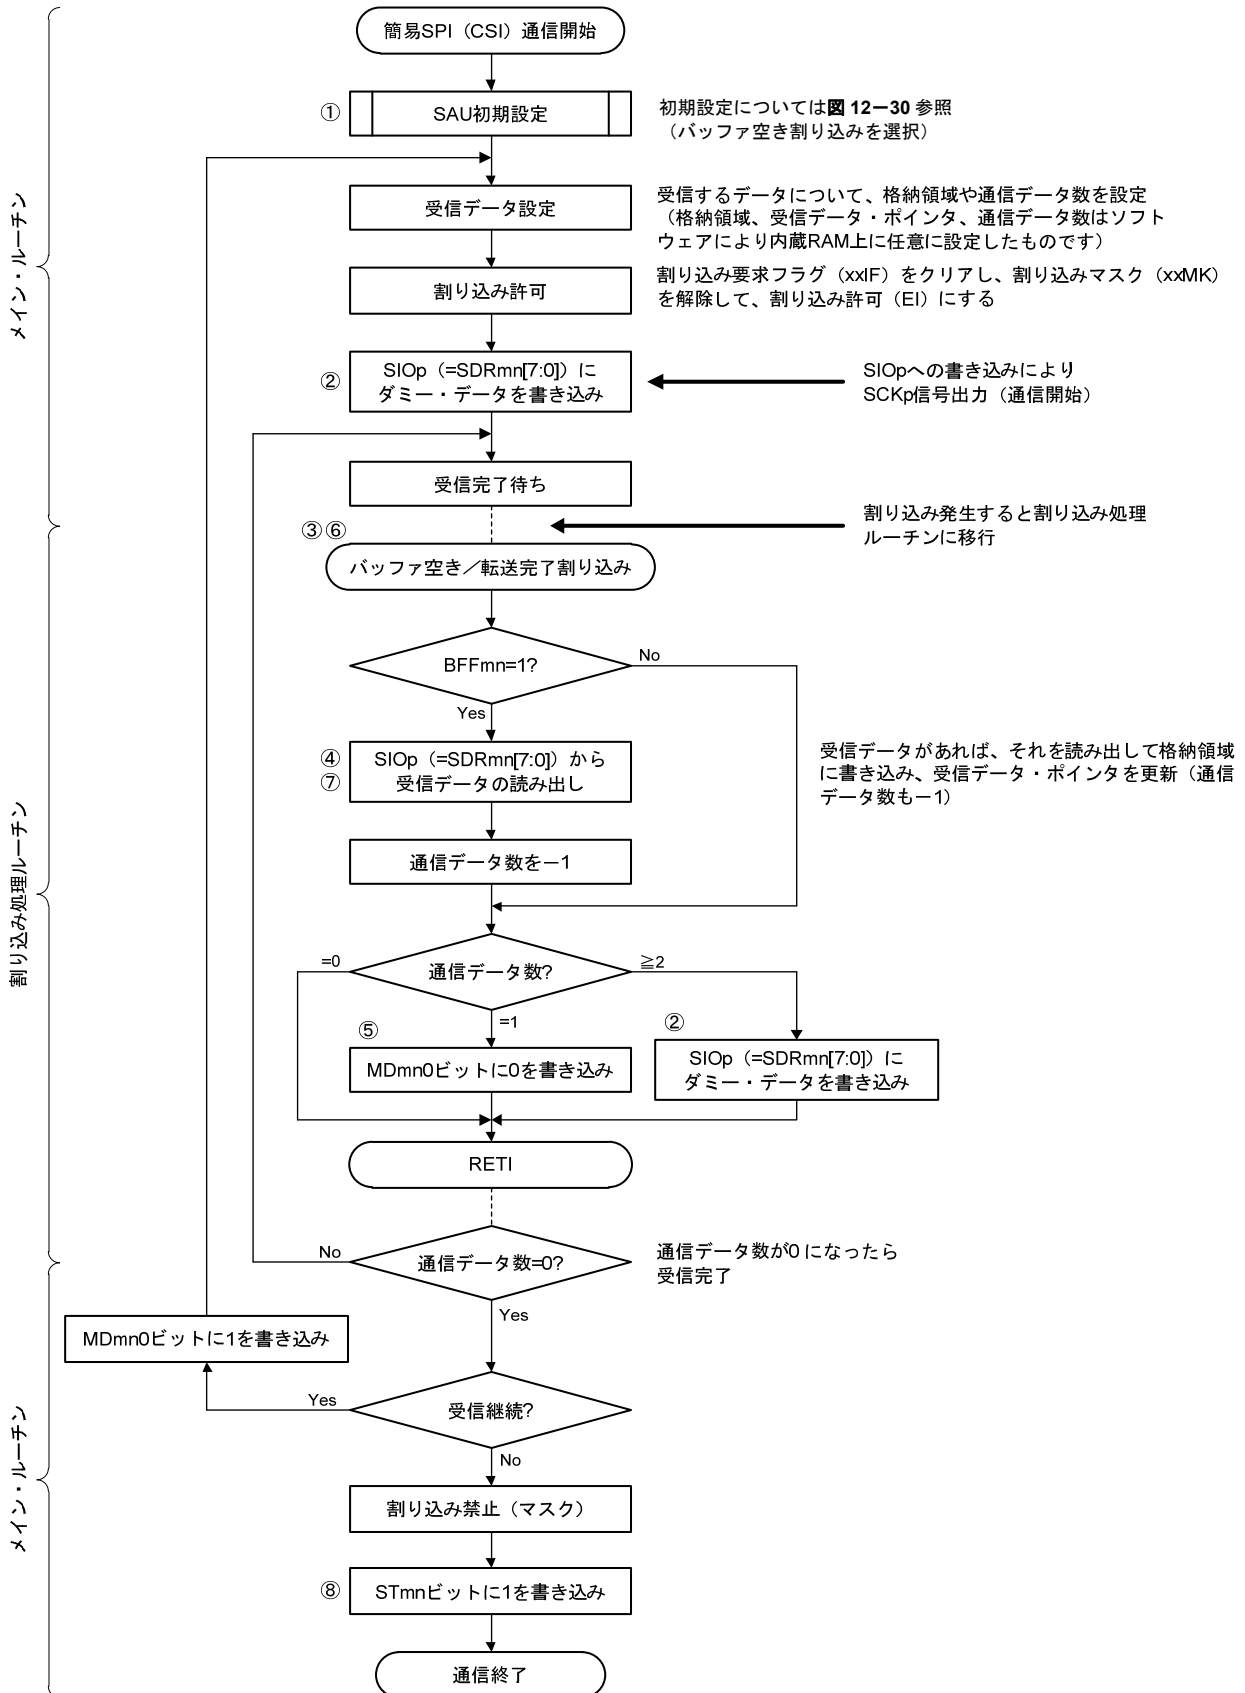 簡易SPI（CSI）通信開始
①
SAU初期設定
初期設定については図 12－30 参照
（バッファ空き割り込みを選択）
メイン・ルーチン
受信データ設定
受信するデータについて、格納領域や通信データ数を設定
（格納領域、受信データ・ポインタ、通信データ数はソフト
ウェアにより内蔵RAM上に任意に設定したものです）
割り込み許可
割り込み要求フラグ（xxIF）をクリアし、割り込みマスク（xxMK）
を解除して、割り込み許可（EI）にする
②
SIOp（=SDRmn[7:0]）に
ダミー・データを書き込み
SIOpへの書き込みにより
SCKp信号出力（通信開始）
受信完了待ち
③⑥
割り込み発生すると割り込み処理
ルーチンに移行
バッファ空き／転送完了割り込み
BFFmn=1?
No
Yes
④
⑦
SIOp（=SDRmn[7:0]）から
受信データの読み出し
受信データがあれば、それを読み出して格納領域
に書き込み、受信データ・ポインタを更新（通信
データ数も－1）
割り込み処理ルーチン
通信データ数を－1
=0
通信データ数?
≧2
=1
⑤
MDmn0ビットに0を書き込み
②
SIOp（=SDRmn[7:0]）に
ダミー・データを書き込み
RETI
No
通信データ数=0?
通信データ数が0 になったら
受信完了
Yes
MDmn0ビットに1を書き込み
Yes
受信継続?
No
メイン・ルーチン
割り込み禁止（マスク）
⑧
STmnビットに1を書き込み
通信終了